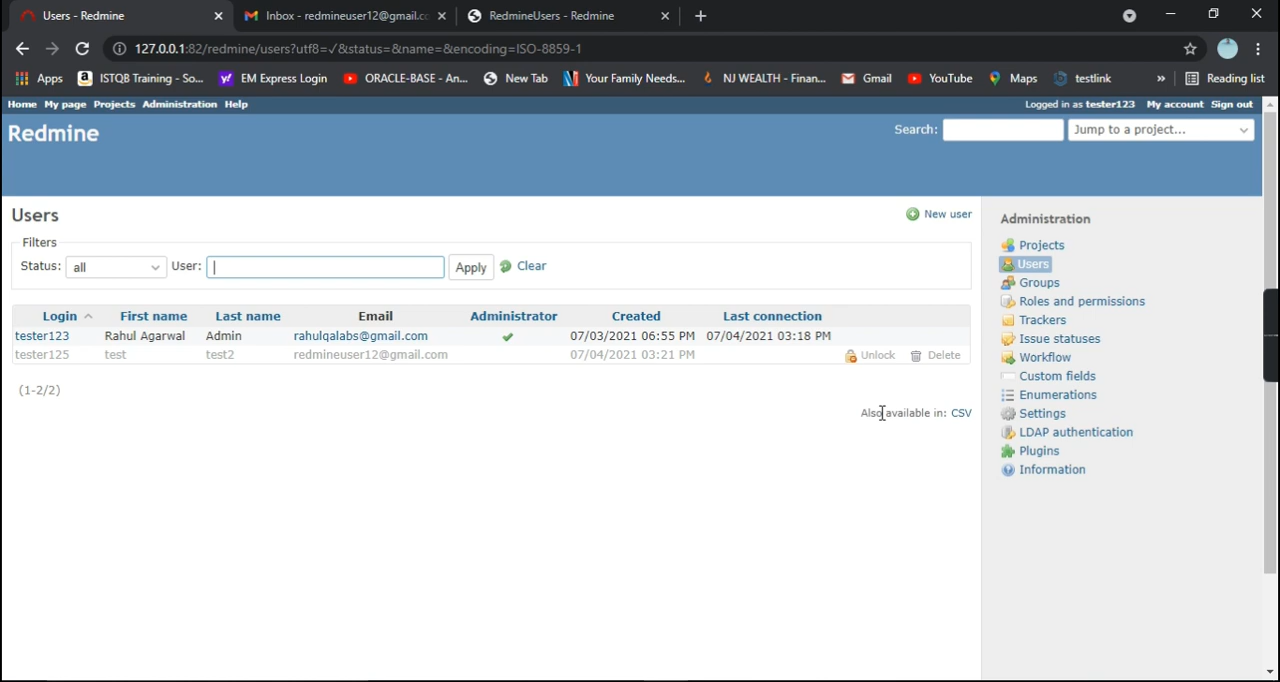 Users - Redmine
Inbox - redmineuser12@gmail.c
RedmineUsers - Redmine
127.0.0.1:82/redmine/users?utf8=✓&status=&name=&encoding=ISO-8859-1
Apps ISTQB Training - So... EM Express Login ORACLE-BASE - An... New Tab Your Family Needs... NJ WEALTH - Finan... Gmail YouTube Maps testlink » Reading list
Home My page Projects Administration Help Logged in as tester123 My account Sign out
Redmine Search: Jump to a project...
Users New user
Filters
Status: all User: Apply Clear
Login First name Last name Email Administrator Created Last connection
tester123 Rahul Agarwal Admin rahulqalabs@gmail.com 07/03/2021 06:55 PM 07/04/2021 03:18 PM
tester125 test test2 redmineuser12@gmail.com 07/04/2021 03:21 PM Unlock Delete
(1-2/2)
Also available in: CSV
Administration
Projects
Users
Groups
Roles and permissions
Trackers
Issue statuses
Workflow
Custom fields
Enumerations
Settings
LDAP authentication
Plugins
Information